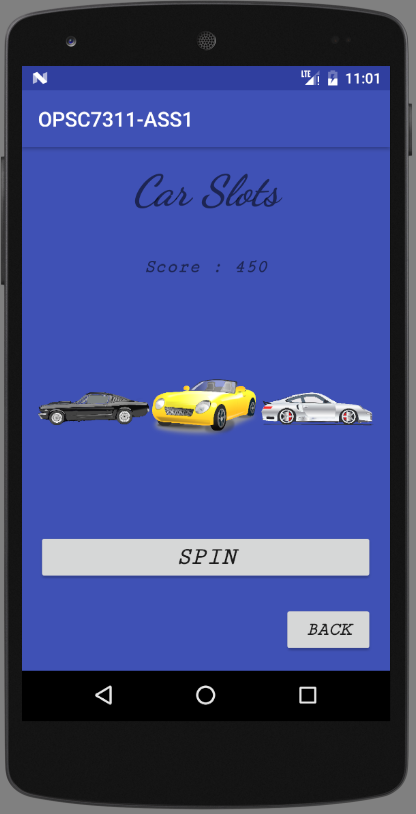 LTE 11:01
OPSC7311-ASS1
Car Slots
Score : 450
SPIN
BACK